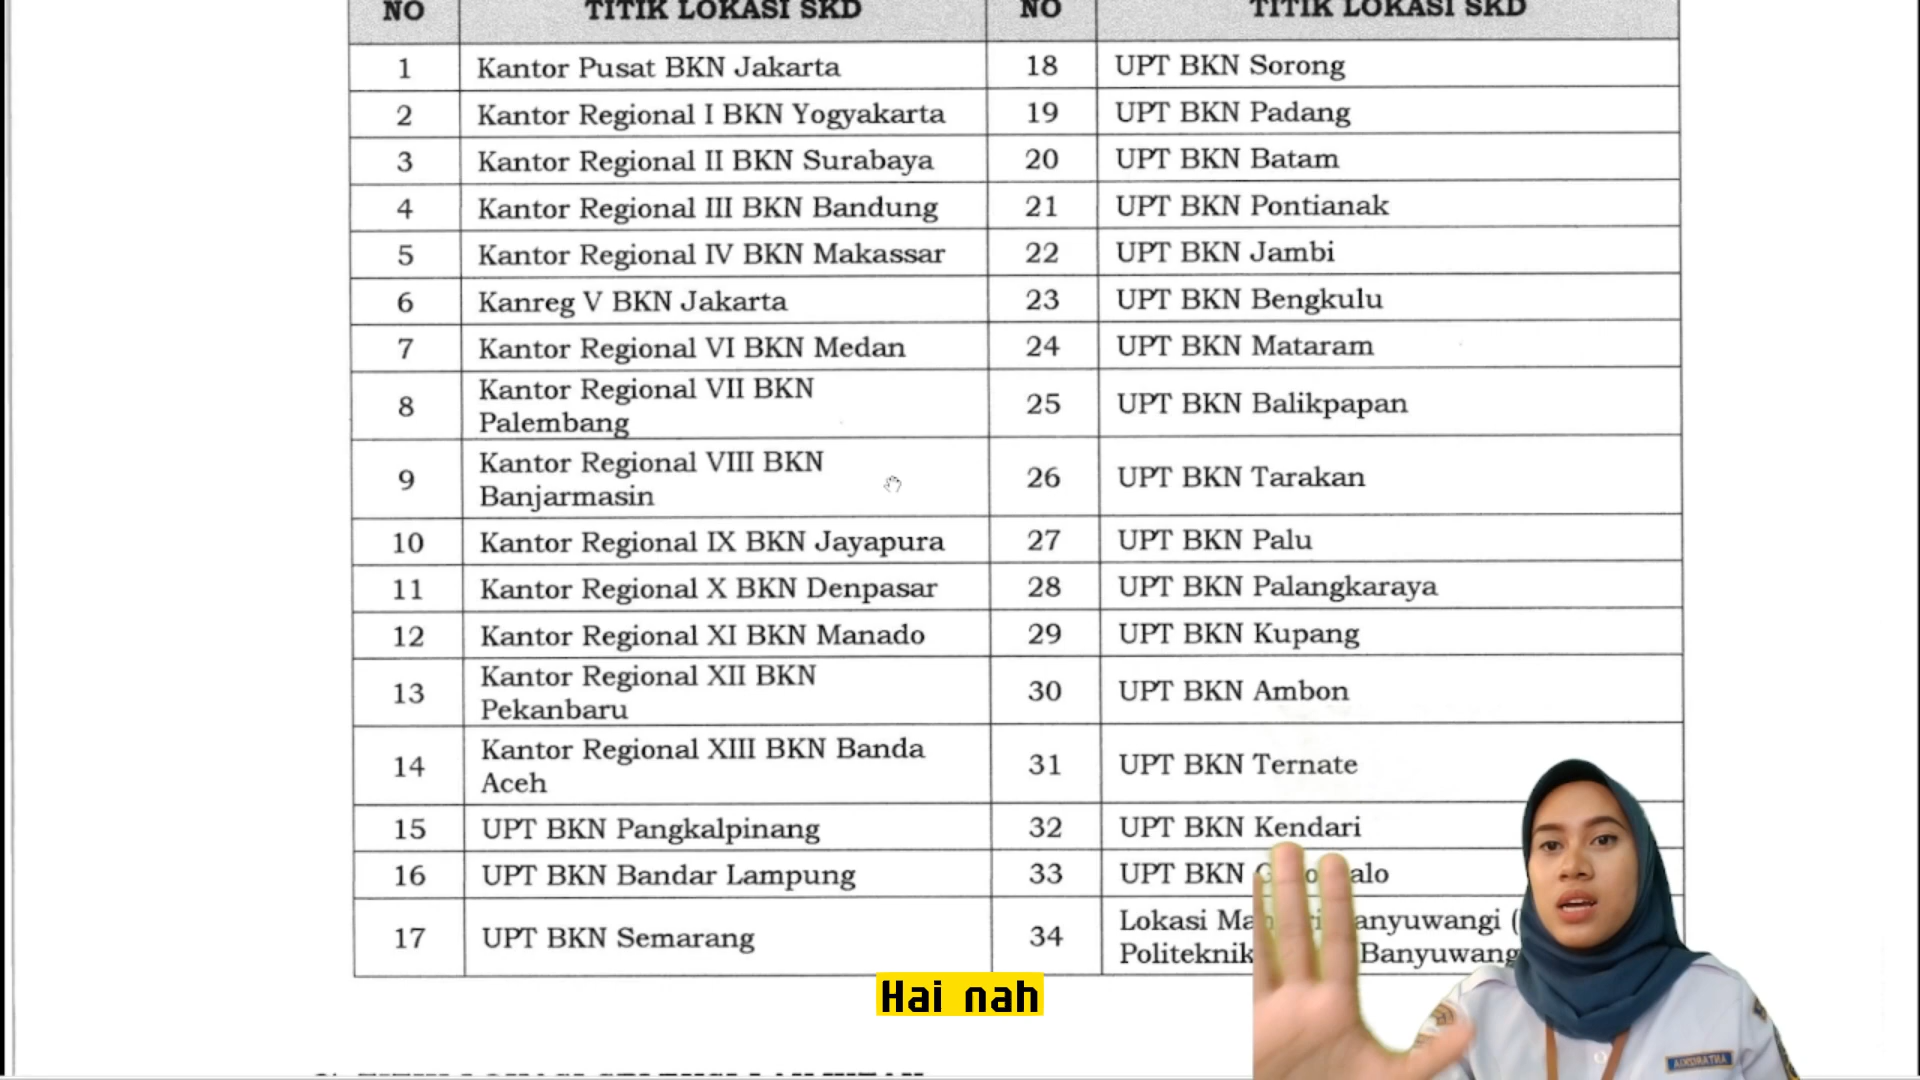 NO TITIK LOKASI SKD NO TITIK LOKASI SKD
1 Kantor Pusat BKN Jakarta 18 UPT BKN Sorong
2 Kantor Regional I BKN Yogyakarta 19 UPT BKN Padang
3 Kantor Regional II BKN Surabaya 20 UPT BKN Batam
4 Kantor Regional III BKN Bandung 21 UPT BKN Pontianak
5 Kantor Regional IV BKN Makassar 22 UPT BKN Jambi
6 Kanreg V BKN Jakarta 23 UPT BKN Bengkulu
7 Kantor Regional VI BKN Medan 24 UPT BKN Mataram
8 Kantor Regional VII BKN
Palembang 25 UPT BKN Balikpapan
9 Kantor Regional VIII BKN
Banjarmasin 26 UPT BKN Tarakan
10 Kantor Regional IX BKN Jayapura 27 UPT BKN Palu
11 Kantor Regional X BKN Denpasar 28 UPT BKN Palangkaraya
12 Kantor Regional XI BKN Manado 29 UPT BKN Kupang
13 Kantor Regional XII BKN
Pekanbaru 30 UPT BKN Ambon
14 Kantor Regional XIII BKN Banda
Aceh 31 UPT BKN Ternate
15 UPT BKN Pangkalpinang 32 UPT BKN Kendari
16 UPT BKN Bandar Lampung 33 UPT BKN
17 UPT BKN Semarang 34 Lokasi
Politeknik
Hai nah